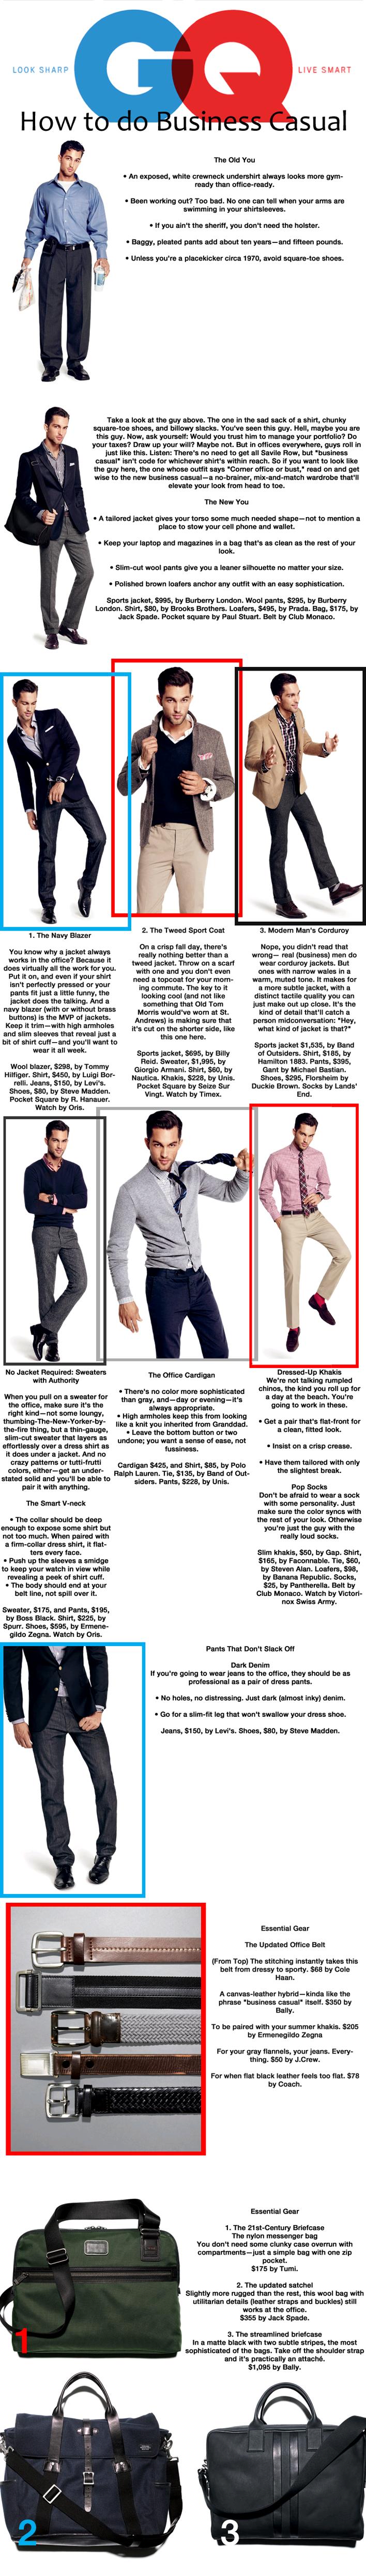 LOOK SHARP
GQ
LIVE SMART
How to do Business Casual
The Old You
• An exposed, white crewneck undershirt always looks more gym-
ready than office-ready.
• Been working out? Too bad. No one can tell when your arms are
swimming in your shirtsleeves.
• If you ain't the sheriff, you don't need the holster.
• Baggy, pleated pants add about ten years—and fifteen pounds.
• Unless you're a placekicker circa 1970, avoid square-toe shoes.
Take a look at the guy above. The one in the sad sack of a shirt, chunky
square-toe shoes, and billowy slacks. You've seen this guy. Hell, maybe you are
this guy. Now, ask yourself: Would you trust him to manage your portfolio? Do
your taxes? Draw up your will? Maybe not. But in offices everywhere, guys roll in
just like this. Listen: There's no need to get all Savile Row, but "business
casual" isn't code for whichever shirt's within reach. So if you want to look like
the guy here, the one whose outfit says "Corner office or bust," read on and get
wise to the new business casual—a no-brainer, mix-and-match wardrobe that'll
elevate your look from head to toe.
The New You
• A tailored jacket gives your torso some much needed shape—not to mention a
place to stow your cell phone and wallet.
• Keep your laptop and magazines in a bag that's as clean as the rest of your
look.
• Slim-cut wool pants give you a leaner silhouette no matter your size.
• Polished brown loafers anchor any outfit with an easy sophistication.
Sports jacket, $995, by Burberry London. Wool pants, $295, by Burberry
London. Shirt, $80, by Brooks Brothers. Loafers, $495, by Prada. Bag, $175, by
Jack Spade. Pocket square by Paul Stuart. Belt by Club Monaco.
1. The Navy Blazer
You know why a jacket always
works in the office? Because it
does virtually all the work for you.
Put it on, and even if your shirt
isn't perfectly pressed or your
pants fit just a little funny, the
jacket does the talking. And a
navy blazer (with or without brass
buttons) is the MVP of jackets.
Keep it trim—with high armholes
and slim sleeves that reveal just a
bit of shirt cuff—and you'll want to
wear it all week.
Wool blazer, $298, by Tommy
Hilfiger. Shirt, $450, by Luigi Bor-
relli. Jeans, $150, by Levi's.
Shoes, $80, by Steve Madden.
Pocket Square by R. Hanauer.
Watch by Oris.
2. The Tweed Sport Coat
On a crisp fall day, there's
really nothing better than a
tweed jacket. Throw on a scarf
with one and you don't even
need a topcoat for your morn-
ing commute. The key to it
looking cool (and not like
something that Old Tom
Morris would've worn at St.
Andrews) is making sure that
it's cut on the shorter side, like
this one here.
Sports jacket, $695, by Billy
Reid. Sweater, $1,995, by
Giorgio Armani. Shirt, $60, by
Nautica. Khakis, $228, by Unis.
Pocket Square by Seize Sur
Vingt. Watch by Timex.
3. Modern Man's Corduroy
Nope, you didn't read that
wrong— real (business) men do
wear corduroy jackets. But
ones with narrow wales in a
warm, muted tone. It makes for
a more subtle jacket, with a
distinct tactile quality you can
just make out up close. It's the
kind of detail that'll catch a
person midconversation: "Hey,
what kind of jacket is that?"
Sports jacket $1,535, by Band
of Outsiders. Shirt, $185, by
Hamilton 1883. Pants, $395,
Gant by Michael Bastian.
Shoes, $295, Florsheim by
Duckie Brown. Socks by Lands'
End.
No Jacket Required: Sweaters
with Authority
When you pull on a sweater for
the office, make sure it's the
right kind—not some loungy,
thumbing-The-New-Yorker-by-
the-fire thing, but a thin-gauge,
slim-cut sweater that layers as
effortlessly over a dress shirt as
it does under a jacket. And no
crazy patterns or tutti-frutti
colors, either—get an under-
stated solid and you'll be able to
pair it with anything.
The Smart V-neck
• The collar should be deep
enough to expose some shirt but
not too much. When paired with
a firm-collar dress shirt, it flat-
ters every face.
• Push up the sleeves a smidge
to keep your watch in view while
revealing a peek of shirt cuff.
• The body should end at your
belt line, not spill over it.
Sweater, $175, and Pants, $195,
by Boss Black. Shirt, $225, by
Spurr. Shoes, $595, by Ermene-
gildo Zegna. Watch by Oris.
The Office Cardigan
• There's no color more sophisticated
than gray, and—day or evening—it's
always appropriate.
• High armholes keep this from looking
like a knit you inherited from Granddad.
• Leave the bottom button or two
undone; you want a sense of ease, not
fussiness.
Cardigan $425, and Shirt, $85, by Polo
Ralph Lauren. Tie, $135, by Band of Out-
siders. Pants, $228, by Unis.
Dressed-Up Khakis
We're not talking rumpled
chinos, the kind you roll up for
a day at the beach. You're
going to work in these.
• Get a pair that's flat-front for
a clean, fitted look.
• Insist on a crisp crease.
• Have them tailored with only
the slightest break.
Pop Socks
Don't be afraid to wear a sock
with some personality. Just
make sure the color syncs with
the rest of your look. Otherwise
you're just the guy with the
really loud socks.
Slim khakis, $50, by Gap. Shirt,
$165, by Faconnable. Tie, $60,
by Steven Alan. Loafers, $98,
by Banana Republic. Socks,
$25, by Pantherella. Belt by
Club Monaco. Watch by Victori-
nox Swiss Army.
Pants That Don't Slack Off
Dark Denim
If you're going to wear jeans to the office, they should be as
professional as a pair of dress pants.
• No holes, no distressing. Just dark (almost inky) denim.
• Go for a slim-fit leg that won't swallow your dress shoe.
Jeans, $150, by Levi's. Shoes, $80, by Steve Madden.
Essential Gear
The Updated Office Belt
(From Top) The stitching instantly takes this
belt from dressy to sporty. $68 by Cole
Haan.
A canvas-leather hybrid—kinda like the
phrase "business casual" itself. $350 by
Bally.
To be paired with your summer khakis. $205
by Ermenegildo Zegna
For your gray flannels, your jeans. Every-
thing. $50 by J.Crew.
For when flat black leather feels too flat. $78
by Coach.
Essential Gear
1. The 21st-Century Briefcase
The nylon messenger bag
You don't need some clunky case overrun with
compartments—just a simple bag with one zip
pocket.
$175 by Tumi.
2. The updated satchel
Slightly more rugged than the rest, this wool bag with
utilitarian details (leather straps and buckles) still
works at the office.
$355 by Jack Spade.
3. The streamlined briefcase
In a matte black with two subtle stripes, the most
sophisticated of the bags. Take off the shoulder strap
and it's practically an attaché.
$1,095 by Bally.
1
2
3